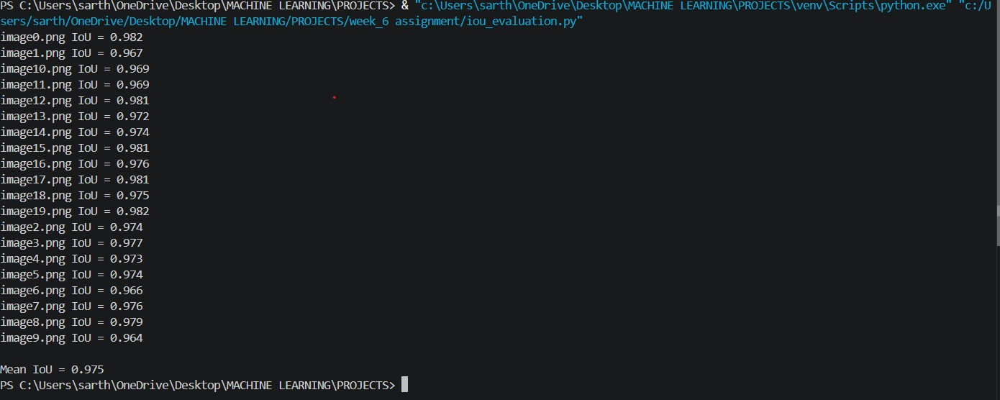 PS C:\Users\sarth\OneDrive\Desktop\MACHINE LEARNING\PROJECTS> & "c:\Users\sarth\OneDrive\Desktop\MACHINE LEARNING\PROJECTS\venv\Scripts\python.exe" "c:/U
sers/sarth/OneDrive/Desktop/MACHINE LEARNING/PROJECTS/week_6 assignment/iou_evaluation.py"
image0.png IoU = 0.982
image1.png IoU = 0.967
image10.png IoU = 0.969
image11.png IoU = 0.969
image12.png IoU = 0.981
image13.png IoU = 0.972
image14.png IoU = 0.974
image15.png IoU = 0.981
image16.png IoU = 0.976
image17.png IoU = 0.981
image18.png IoU = 0.975
image19.png IoU = 0.982
image2.png IoU = 0.974
image3.png IoU = 0.977
image4.png IoU = 0.973
image5.png IoU = 0.974
image6.png IoU = 0.966
image7.png IoU = 0.976
image8.png IoU = 0.979
image9.png IoU = 0.964
Mean IoU = 0.975
PS C:\Users\sarth\OneDrive\Desktop\MACHINE LEARNING\PROJECTS>